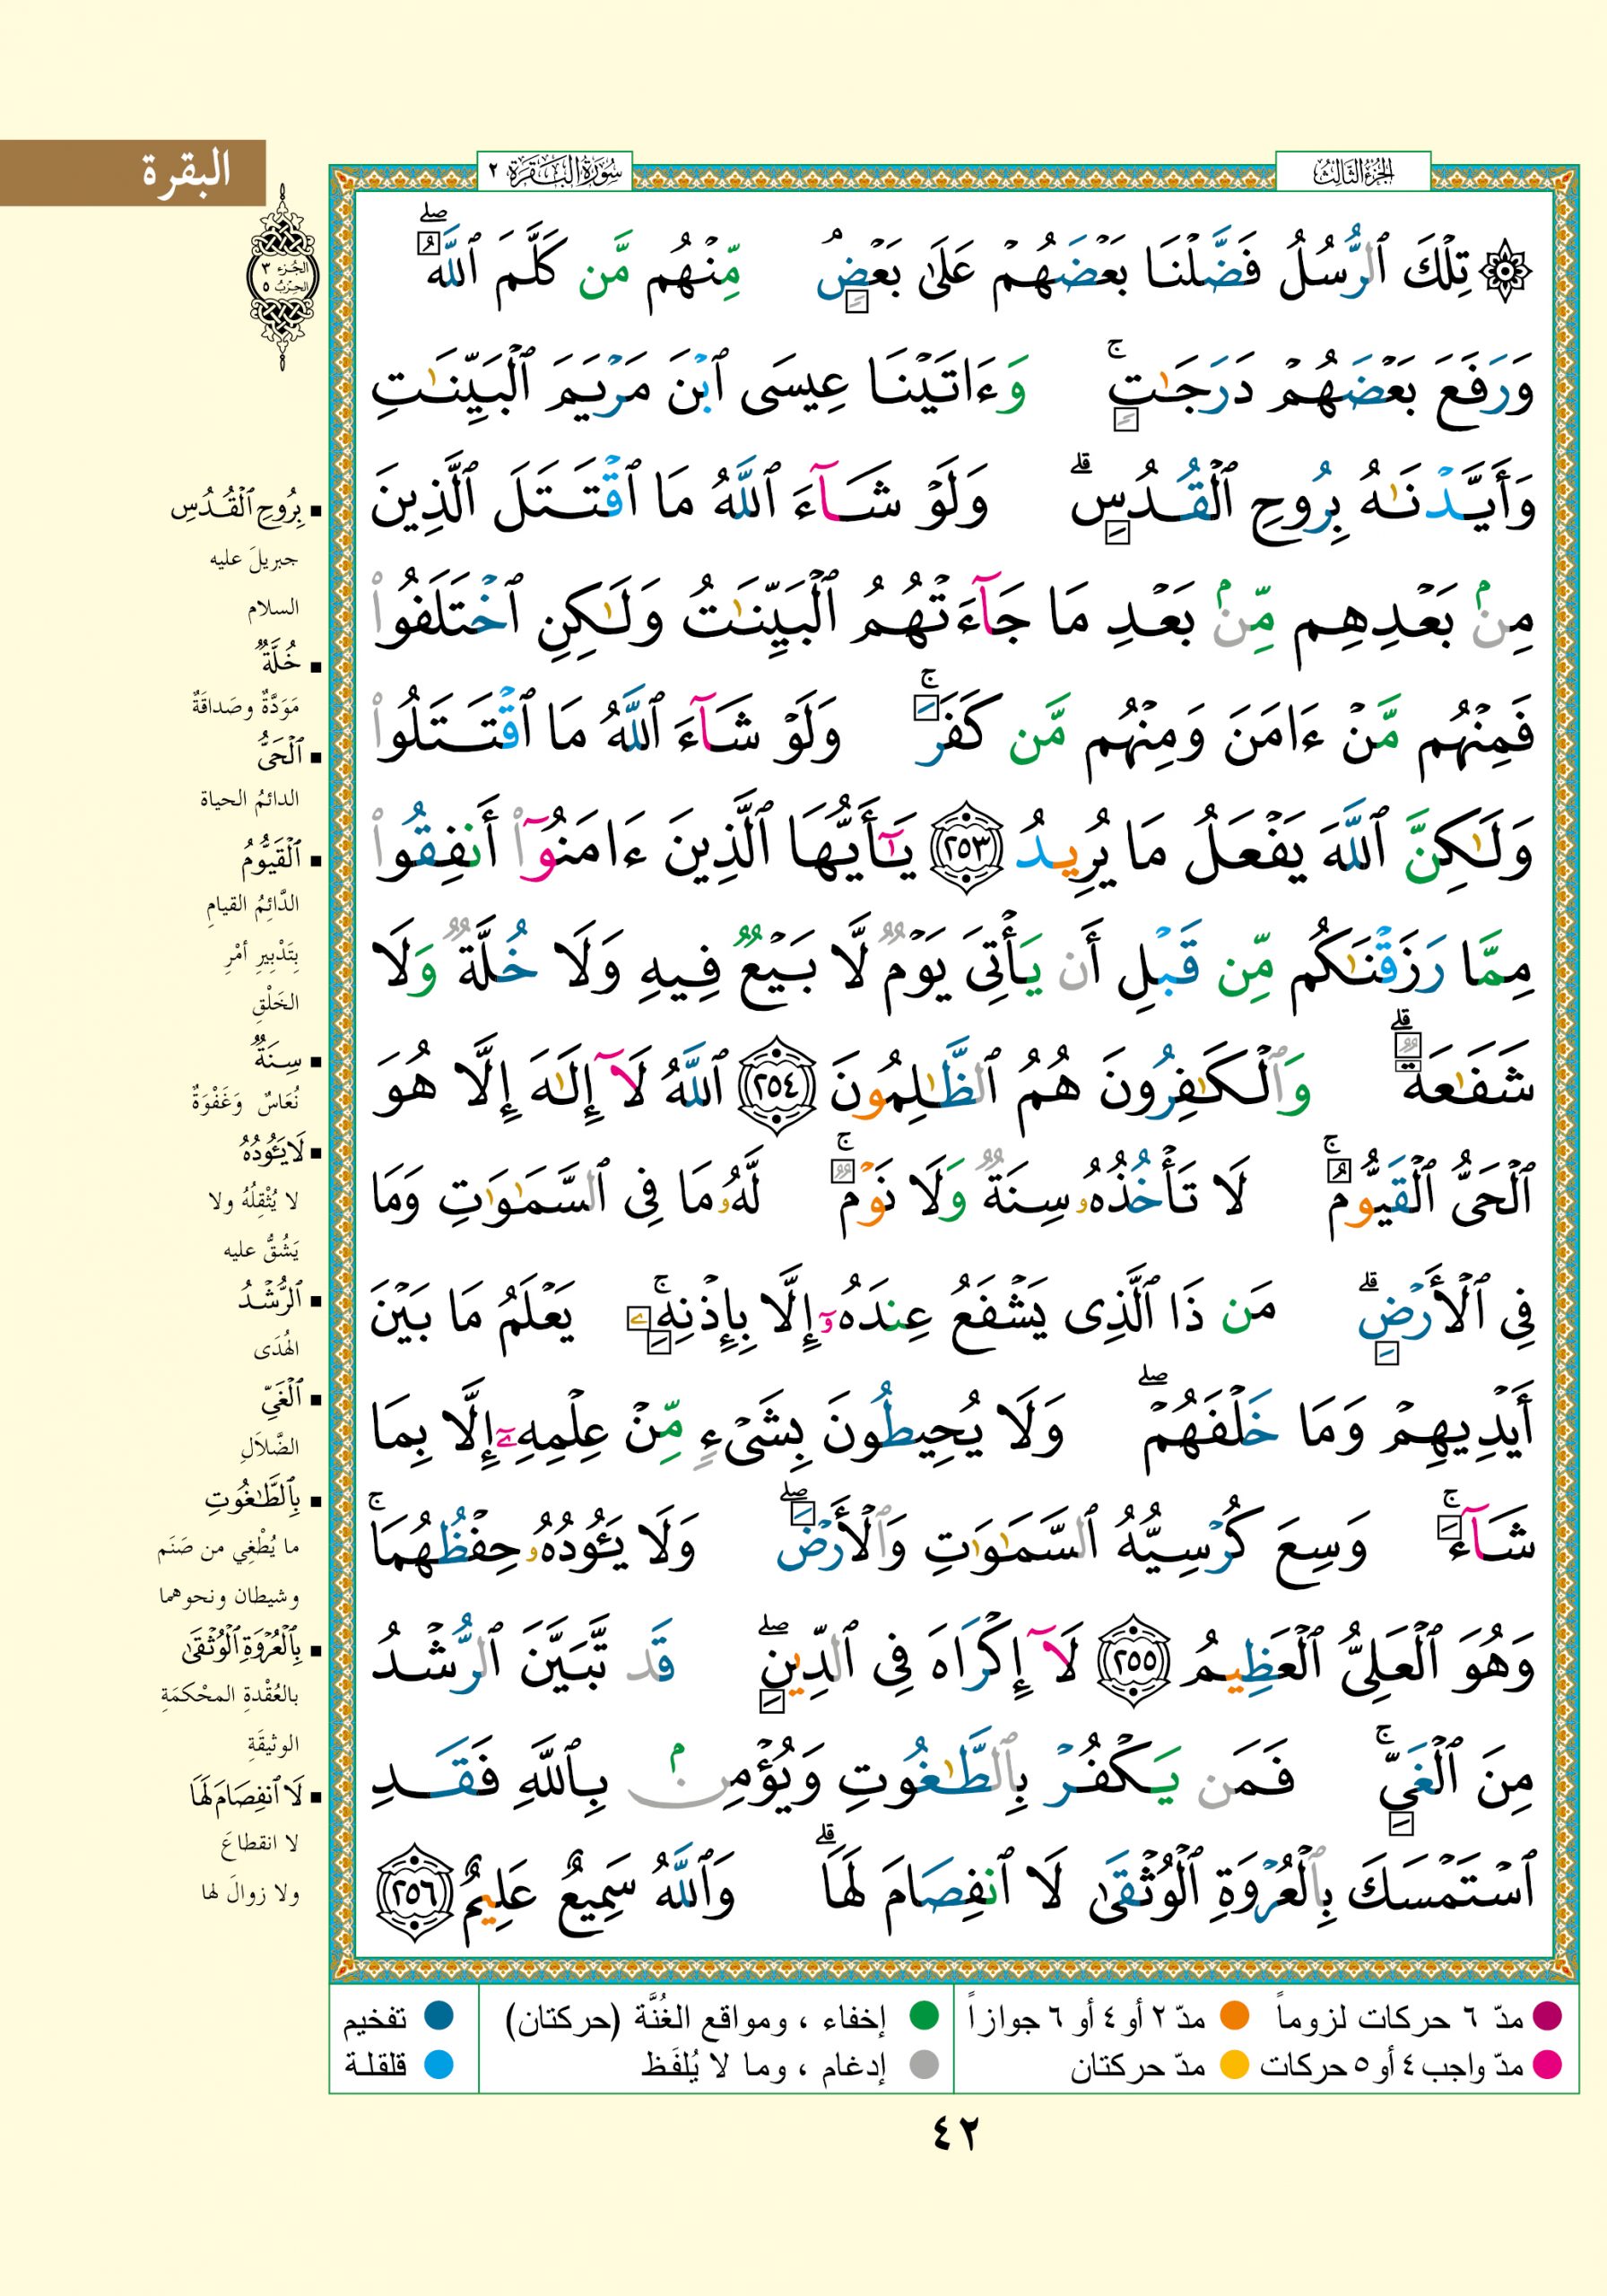 البقرة
الجزء الثالث
سورة البقرة ٢
الجزء ٣
الحزب ٥
۞ تِلْكَ ٱلرُّسُلُ فَضَّلْنَا بَعْضَهُمْ عَلَىٰ بَعْضٍۘ مِّنْهُم مَّن كَلَّمَ ٱللَّهُۖ
وَرَفَعَ بَعْضَهُمْ دَرَجَـٰتٍۚ وَءَاتَيْنَا عِيسَى ٱبْنَ مَرْيَمَ ٱلْبَيِّنَـٰتِ
وَأَيَّدْنَـٰهُ بِرُوحِ ٱلْقُدُسِۗ وَلَوْ شَآءَ ٱللَّهُ مَا ٱقْتَتَلَ ٱلَّذِينَ
مِنۢ بَعْدِهِم مِّنۢ بَعْدِ مَا جَآءَتْهُمُ ٱلْبَيِّنَـٰتُ وَلَـٰكِنِ ٱخْتَلَفُوا۟
فَمِنْهُم مَّنْ ءَامَنَ وَمِنْهُم مَّن كَفَرَۚ وَلَوْ شَآءَ ٱللَّهُ مَا ٱقْتَتَلُوا۟
وَلَـٰكِنَّ ٱللَّهَ يَفْعَلُ مَا يُرِيدُ ٢٥٣ يَـٰٓأَيُّهَا ٱلَّذِينَ ءَامَنُوٓا۟ أَنفِقُوا۟
مِمَّا رَزَقْنَـٰكُم مِّن قَبْلِ أَن يَأْتِىَ يَوْمٌ لَّا بَيْعٌ فِيهِ وَلَا خُلَّةٌ وَلَا
شَفَـٰعَةٌۗ وَٱلْكَـٰفِرُونَ هُمُ ٱلظَّـٰلِمُونَ ٢٥٤ ٱللَّهُ لَآ إِلَـٰهَ إِلَّا هُوَ
ٱلْحَىُّ ٱلْقَيُّومُۚ لَا تَأْخُذُهُۥ سِنَةٌ وَلَا نَوْمٌۚ لَّهُۥ مَا فِى ٱلسَّمَـٰوَٰتِ وَمَا
فِى ٱلْأَرْضِۗ مَن ذَا ٱلَّذِى يَشْفَعُ عِندَهُۥٓ إِلَّا بِإِذْنِهِۦۚ يَعْلَمُ مَا بَيْنَ
أَيْدِيهِمْ وَمَا خَلْفَهُمْۖ وَلَا يُحِيطُونَ بِشَىْءٍ مِّنْ عِلْمِهِۦٓ إِلَّا بِمَا
شَآءَۚ وَسِعَ كُرْسِيُّهُ ٱلسَّمَـٰوَٰتِ وَٱلْأَرْضَۖ وَلَا يَـُٔودُهُۥ حِفْظُهُمَاۚ
وَهُوَ ٱلْعَلِىُّ ٱلْعَظِيمُ ٢٥٥ لَآ إِكْرَاهَ فِى ٱلدِّينِۖ قَد تَّبَيَّنَ ٱلرُّشْدُ
مِنَ ٱلْغَىِّۚ فَمَن يَكْفُرْ بِٱلطَّـٰغُوتِ وَيُؤْمِنۢ بِٱللَّهِ فَقَدِ
ٱسْتَمْسَكَ بِٱلْعُرْوَةِ ٱلْوُثْقَىٰ لَا ٱنفِصَامَ لَهَاۗ وَٱللَّهُ سَمِيعٌ عَلِيمٌ ٢٥٦
▪ بِرُوحِ ٱلْقُدُسِ
جبريلَ عليه
السلام
▪ خُلَّةٌ
مَوَدَّةٌ وصَداقَةٌ
▪ ٱلْحَىُّ
الدائمُ الحياة
▪ ٱلْقَيُّومُ
الدَّائِمُ القيامِ
بِتَدْبِيرِ أمْرِ
الخَلْقِ
▪ سِنَةٌ
نُعَاسٌ وَغَفْوَةٌ
▪ لَا يَـُٔودُهُۥ
لا يُثْقِلُهُ ولا
يَشُقُّ عليه
▪ ٱلرُّشْدُ
الهُدَى
▪ ٱلْغَىِّ
الضَّلاَلِ
▪ بِٱلطَّـٰغُوتِ
ما يُطْغِي من صَنَم
وشيطان ونحوهما
▪ بِٱلْعُرْوَةِ ٱلْوُثْقَىٰ
بالعُقْدةِ المحْكمَةِ
الوثيقَةِ
▪ لَا ٱنفِصَامَ لَهَا
لا انقطاعَ
ولا زوالَ لها
مدّ ٦ حركات لزوماً مدّ ٢ أو ٤ أو ٦ جوازاً إخفاء ، ومواقع الغُنَّة (حركتان) تفخيم
مدّ واجب ٤ أو ٥ حركات مدّ حركتان إدغام ، وما لا يُلفَظ قلقلة
٤٢